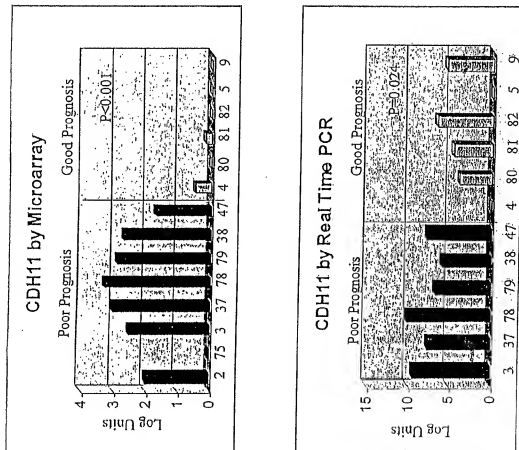 CDH11 by Microarray
Poor Prognosis Good Prognosis
P<0.001
4
3
2
1
0
Log Units
2 75 3 37 78 79 38 47 4 80 81 82 5 9
CDH11 by Real Time PCR
Poor Prognosis Good Prognosis
P=0.024
15
10
5
0
Log Units
3 37 78 79 38 47 4 80 81 82 5 9